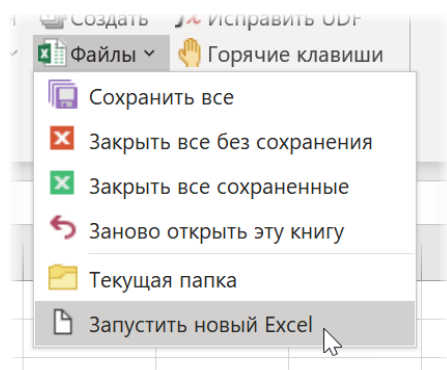 Создать Исправить UDF
Файлы Горячие клавиши
Сохранить все
Закрыть все без сохранения
Закрыть все сохраненные
Заново открыть эту книгу
Текущая папка
Запустить новый Excel